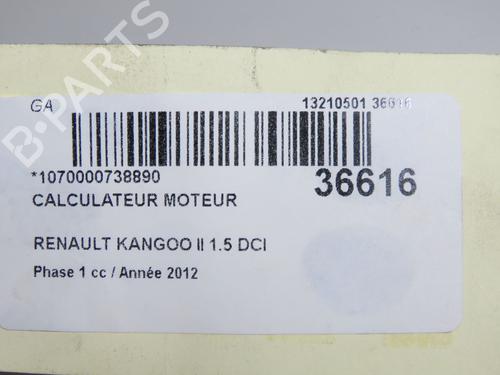 GA 13210501 36616
*1070000738890 36616
CALCULATEUR MOTEUR
RENAULT KANGOO II 1.5 DCI
Phase 1 cc / Année 2012
B-PARTS